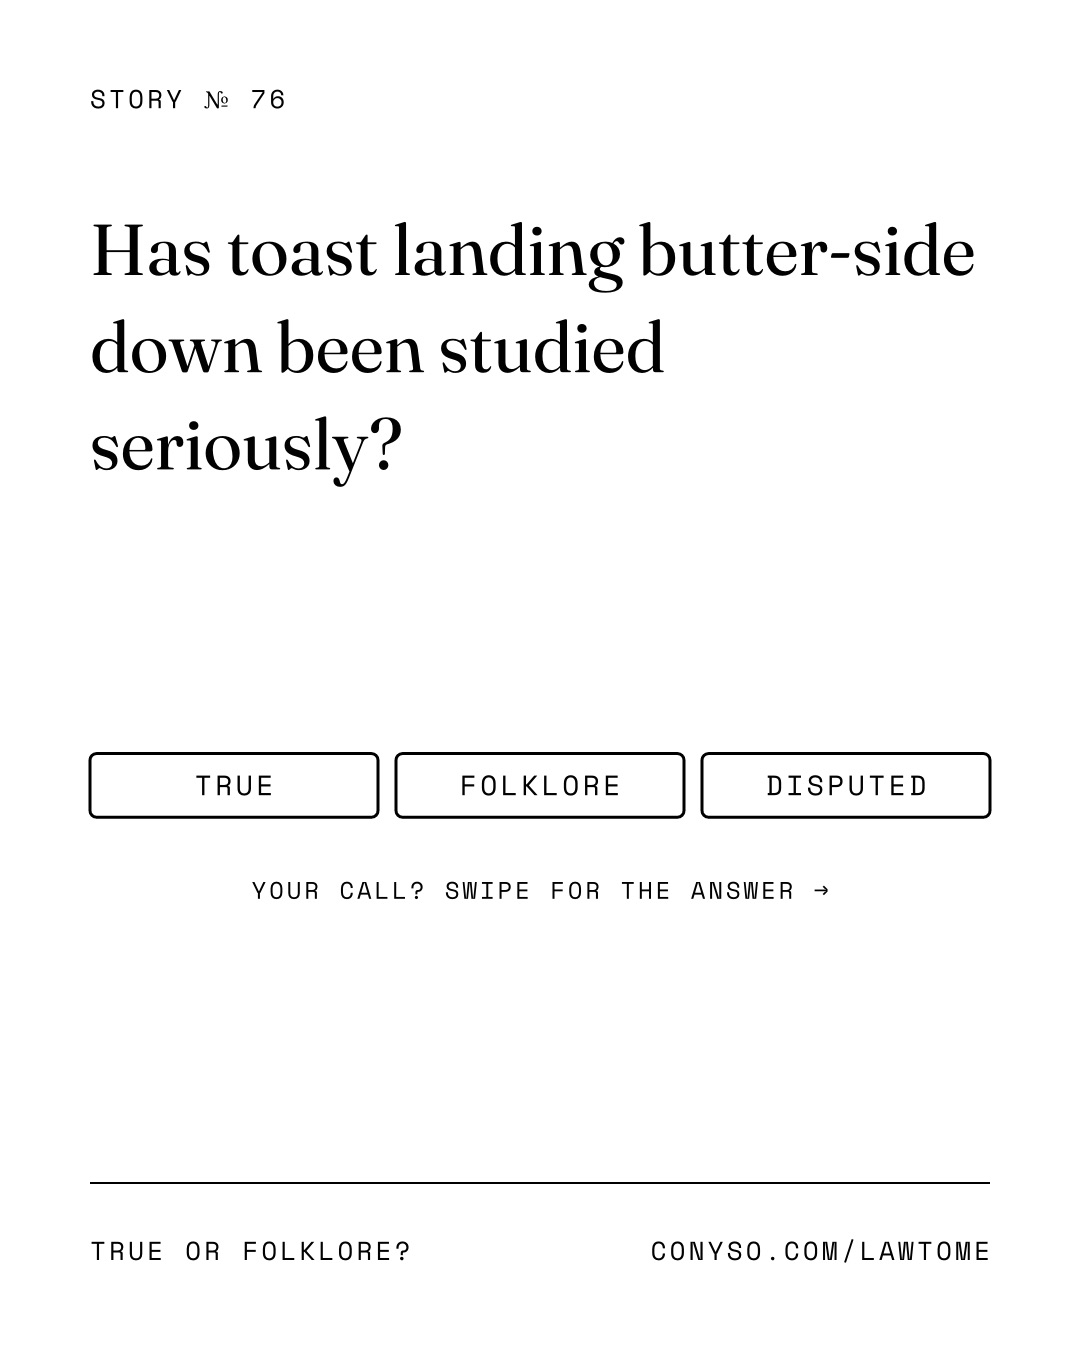 STORY № 76
Has toast landing butter-side
down been studied
seriously?
TRUE
FOLKLORE
DISPUTED
YOUR CALL? SWIPE FOR THE ANSWER →
TRUE OR FOLKLORE?
CONYSO.COM/LAWTOME